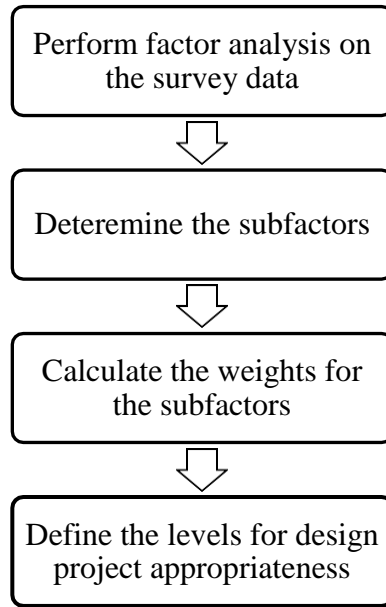 Perform factor analysis on
the survey data
Deteremine the subfactors
Calculate the weights for
the subfactors
Define the levels for design
project appropriateness